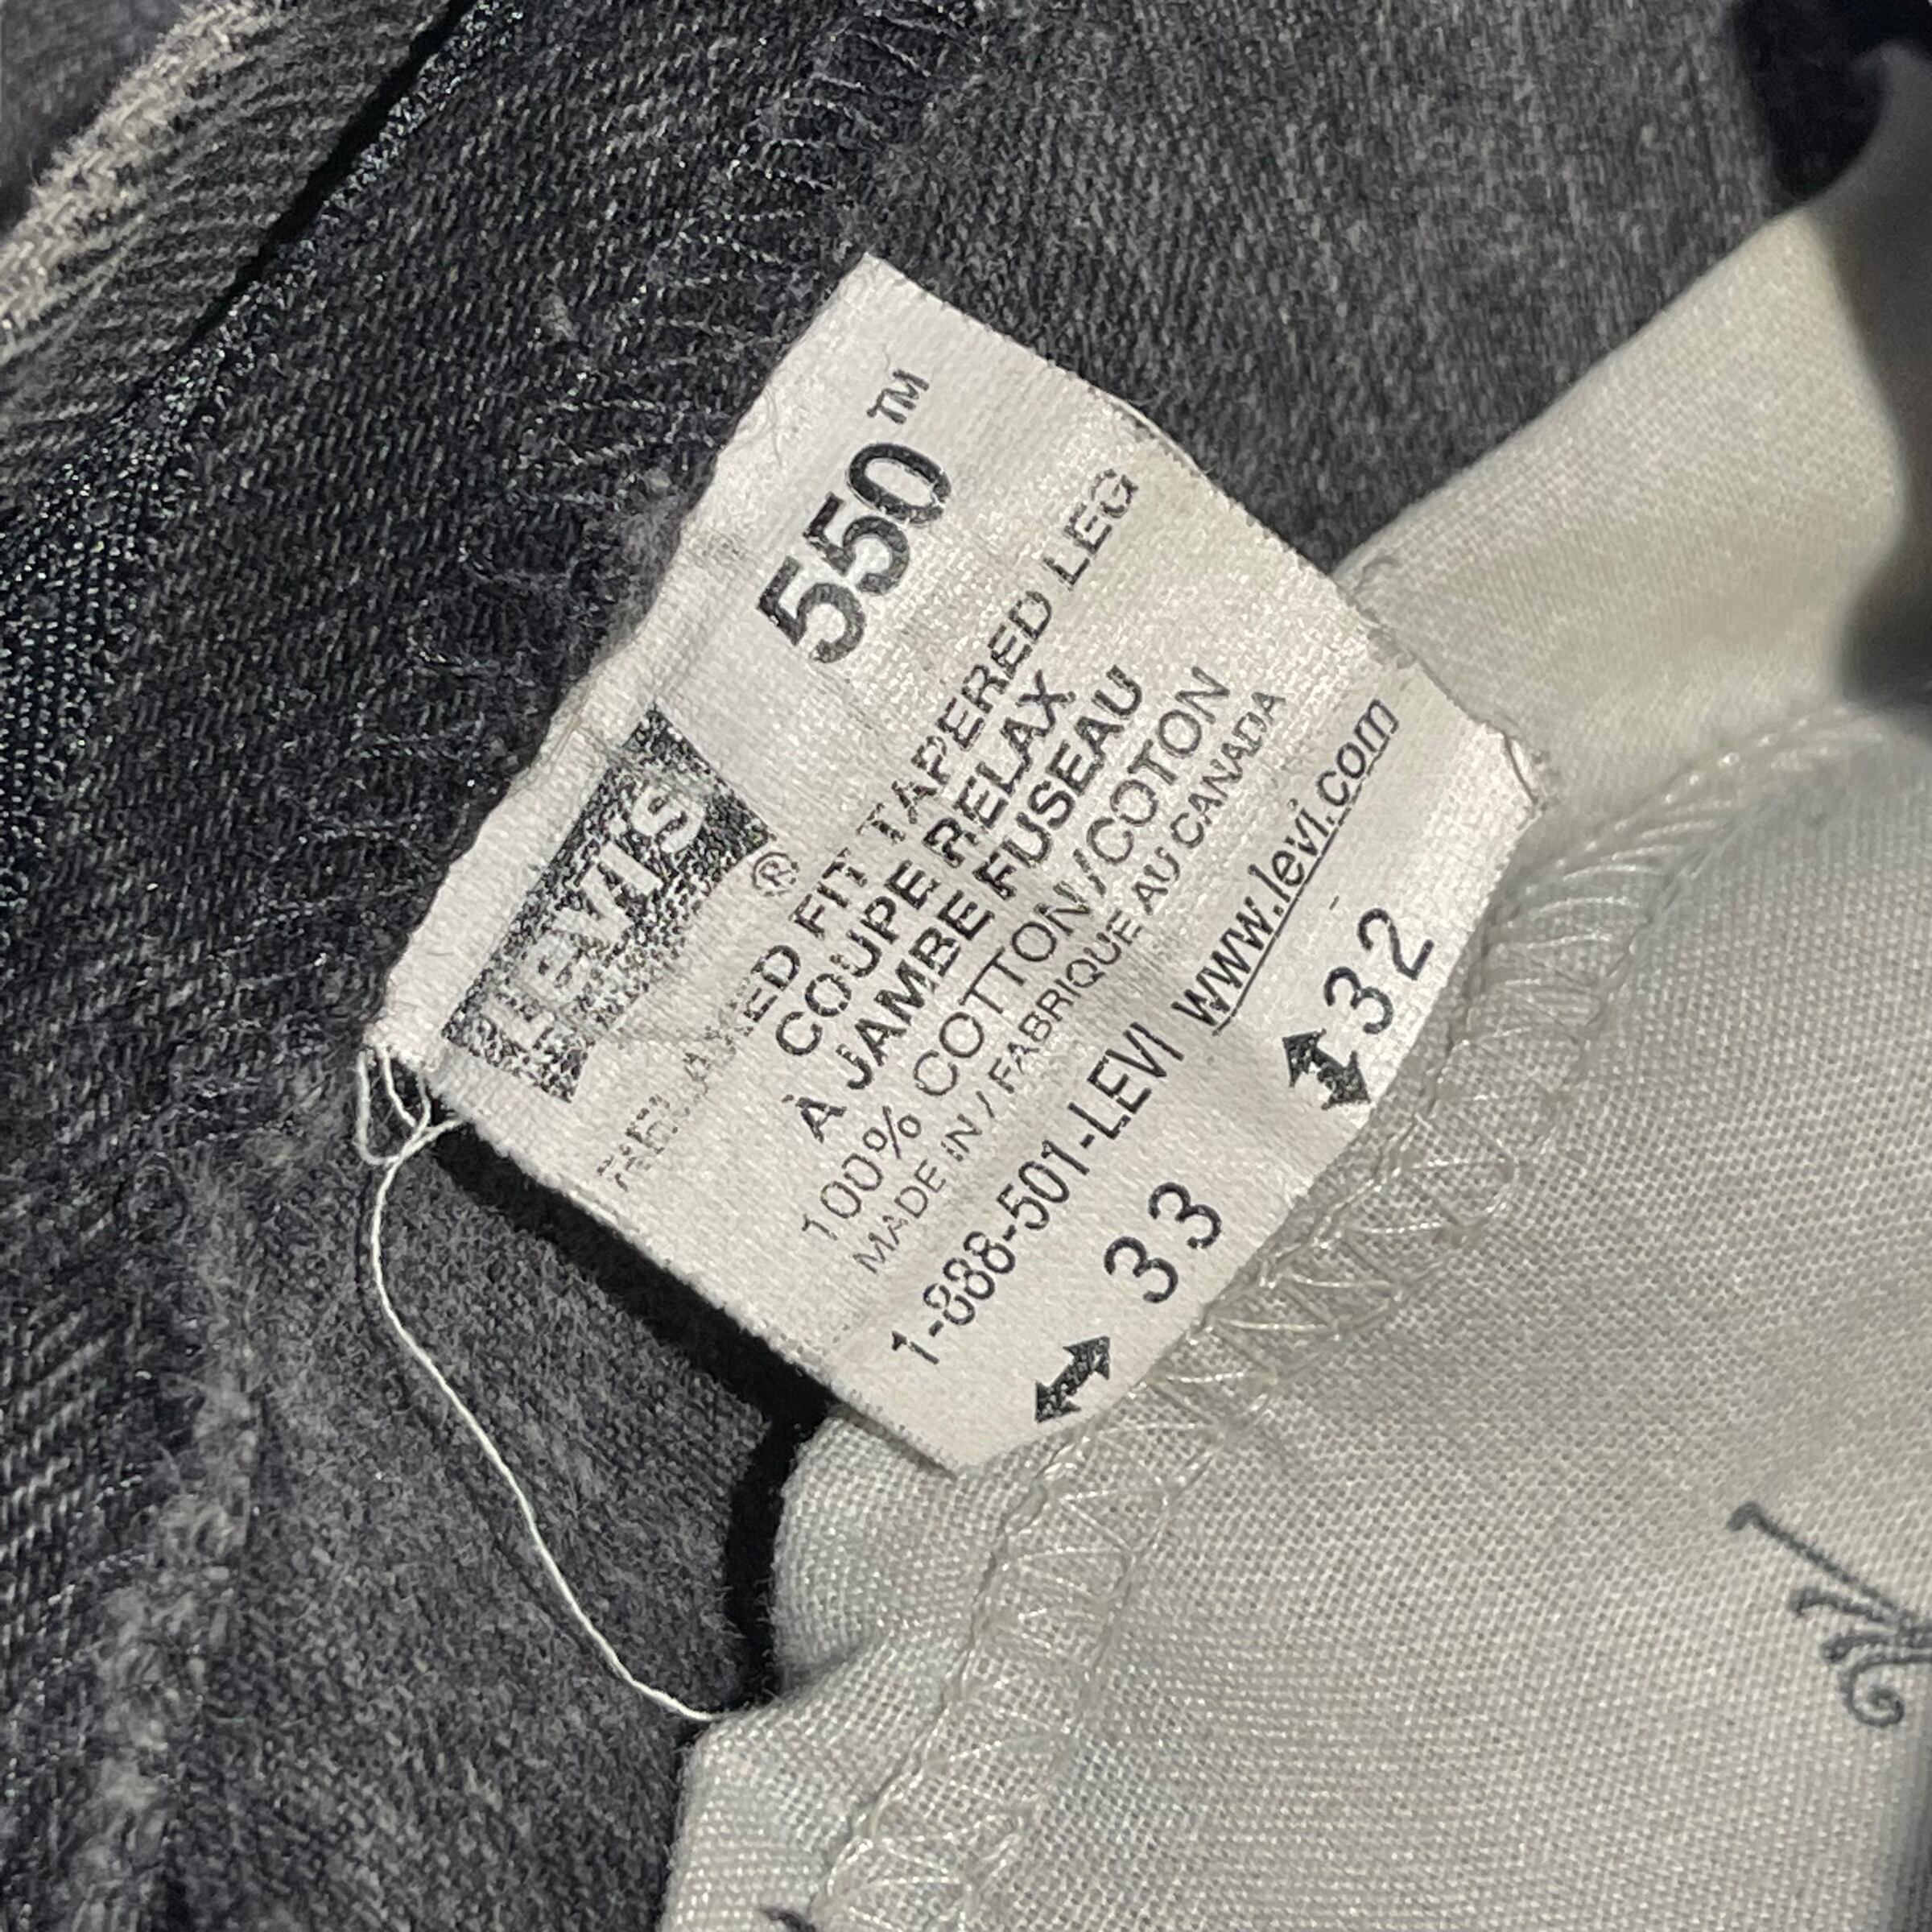 LEVI'S®
550™
RELAXED FIT TAPERED LEG
COUPE RELAX
À JAMBE FUSEAU
100% COTTON/COTON
MADE IN / FABRIQUE AU CANADA
1-888-501-LEVI www.levi.com
33 32